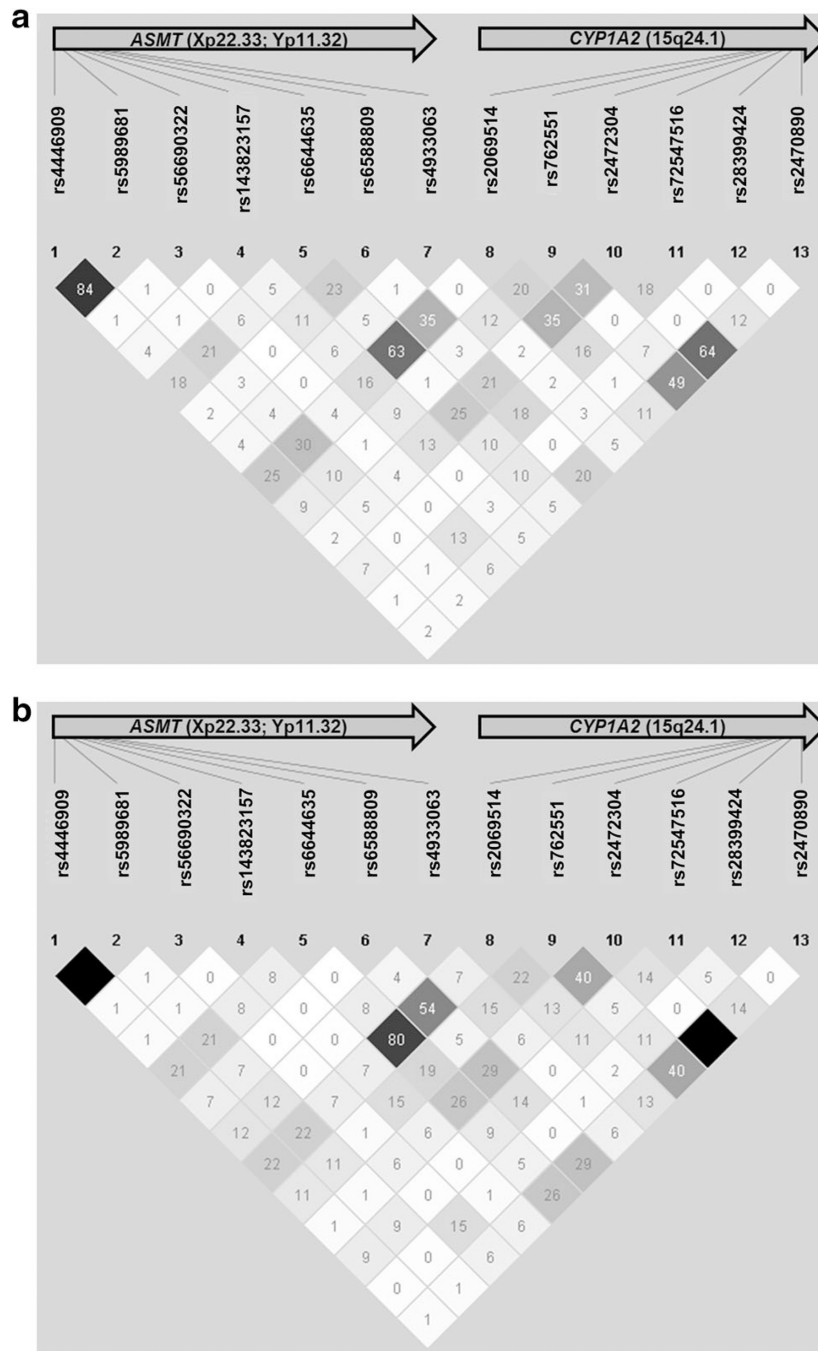 a
ASMT (Xp22.33; Yp11.32) CYP1A2 (15q24.1)
rs4446909 rs5989681 rs56690322 rs143823157 rs6644635 rs6588809 rs4933063 rs2069514 rs762551 rs2472304 rs72547516 rs28399424 rs2470890
1 2 3 4 5 6 7 8 9 10 11 12 13
84 1 0 5 23 1 0 20 31 18 0 0
1 1 6 11 5 35 12 35 0 0 12
4 21 0 6 63 3 2 16 7 64
18 3 0 16 1 21 2 1 49
2 4 4 9 25 18 3 11
4 30 1 13 10 0 5
25 10 4 0 10 20
9 5 0 3 5
2 0 13 5
7 1 6
1 2
2
b
ASMT (Xp22.33; Yp11.32) CYP1A2 (15q24.1)
rs4446909 rs5989681 rs56690322 rs143823157 rs6644635 rs6588809 rs4933063 rs2069514 rs762551 rs2472304 rs72547516 rs28399424 rs2470890
1 2 3 4 5 6 7 8 9 10 11 12 13
1 0 8 0 4 7 22 40 14 5 0
1 1 8 0 8 54 15 13 5 0 14
1 21 0 0 80 5 6 11 11
21 7 0 7 19 29 0 2 40
7 12 7 15 26 14 1 13
12 22 1 6 9 0 6
22 11 6 0 5 29
11 1 0 1 26
1 9 15 6
9 0 6
0 1
1